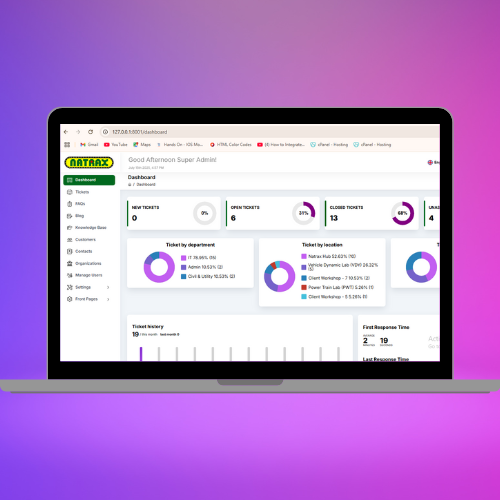 127.0.0.1:8001/dashboard
Gmail YouTube Maps Hands On - iOS Mo... HTML Color Codes (4) How to Integrate... cPanel - Hosting cPanel - Hosting
NATRAX
Good Afternoon Super Admin!
Dashboard
Dashboard
Dashboard
Tickets
FAQs
Blog
Knowledge Base
Customers
Contacts
Organizations
Manage Users
Settings
Front Pages
NEW TICKETS
0
0%
OPEN TICKETS
6
31%
CLOSED TICKETS
13
68%
4
Ticket by department
IT 78.95% (15)
Admin 10.53% (2)
Civil & Utility 10.53% (2)
Ticket by location
Natrax Hub 52.63% (10)
Vehicle Dynamic Lab (VDY) 26.32%
(5)
Client Workshop - 7 10.53% (2)
Power Train Lab (PWT) 5.26% (1)
Client Workshop - 5 5.26% (1)
Ticket history
19 / this month last month 0
First Response Time
2 19
Last Response Time